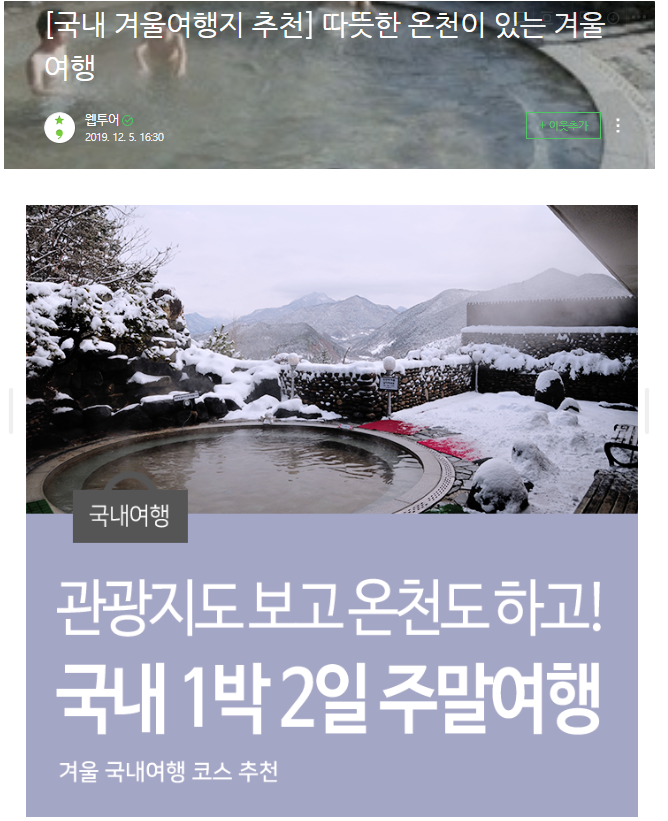 [국내 겨울여행지 추천] 따뜻한 온천이 있는 겨울
여행
웹투어
2019. 12. 5. 16:30
+ 이웃추가
국내여행
관광지도 보고 온천도 하고!
국내 1박 2일 주말여행
겨울 국내여행 코스 추천